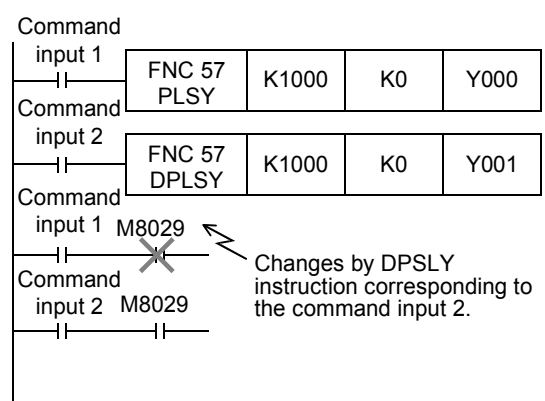 Command
input 1
FNC 57
PLSY
K1000
K0
Y000
Command
input 2
FNC 57
DPLSY
K1000
K0
Y001
Command
input 1
M8029
Changes by DPSLY
instruction corresponding to
the command input 2.
Command
input 2
M8029